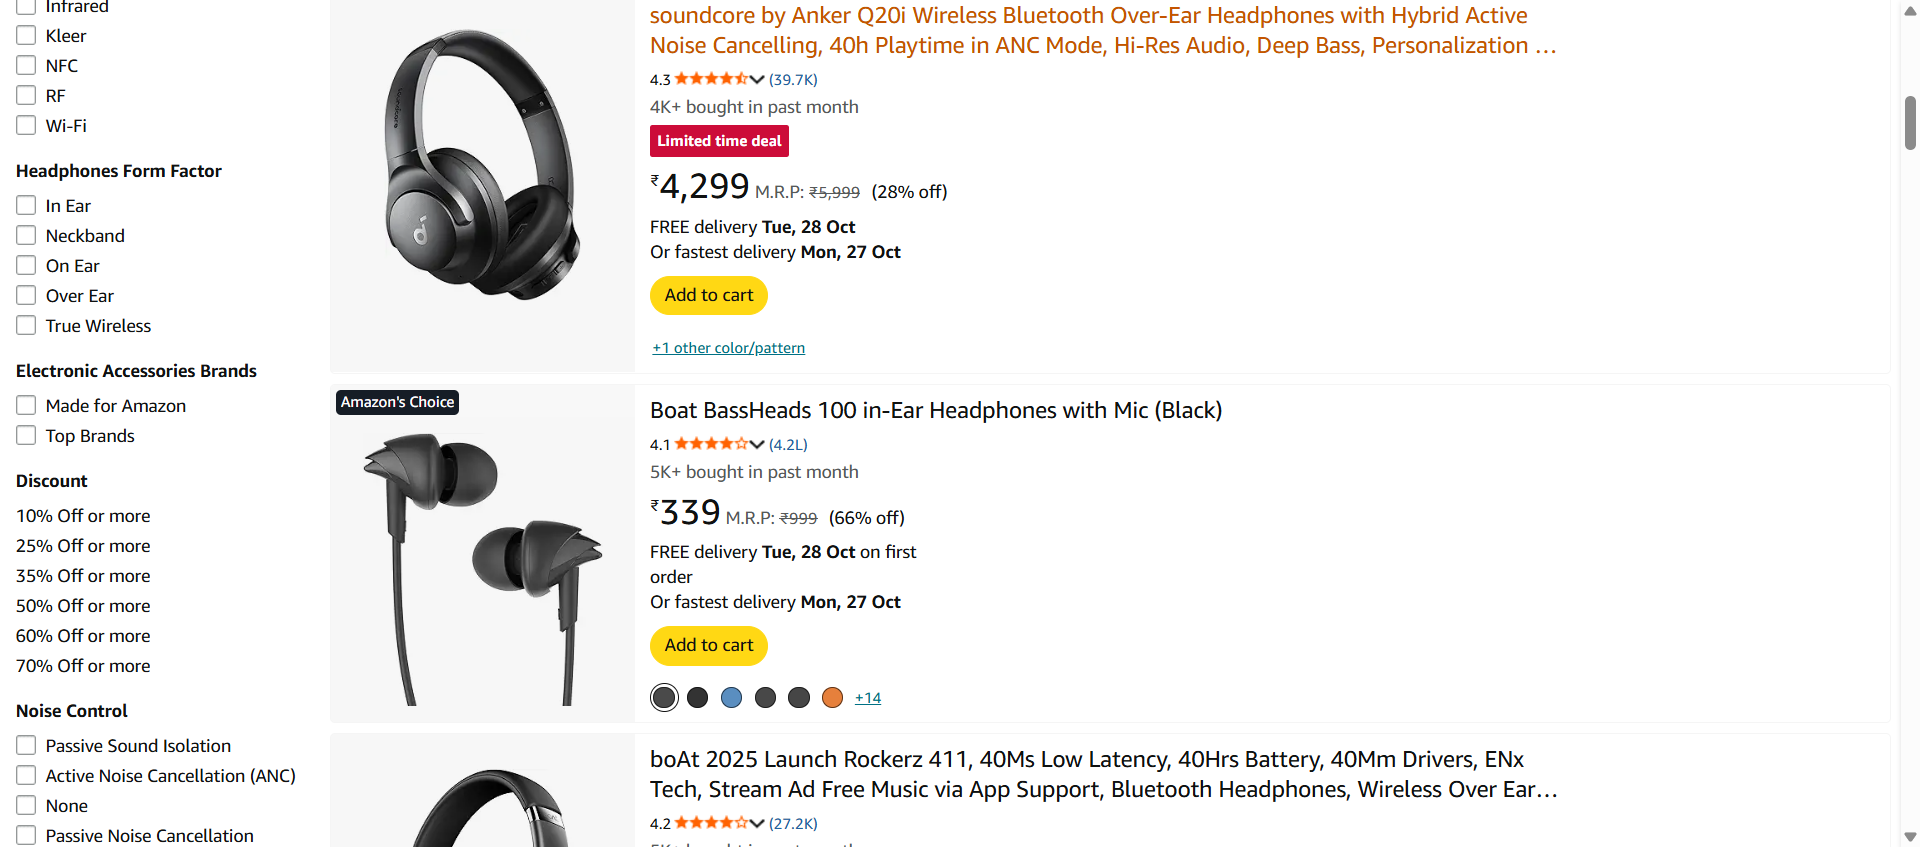 Infrared
Kleer
NFC
RF
Wi-Fi
Headphones Form Factor
In Ear
Neckband
On Ear
Over Ear
True Wireless
Electronic Accessories Brands
Made for Amazon
Top Brands
Discount
10% Off or more
25% Off or more
35% Off or more
50% Off or more
60% Off or more
70% Off or more
Noise Control
Passive Sound Isolation
Active Noise Cancellation (ANC)
None
Passive Noise Cancellation
soundcore by Anker Q20i Wireless Bluetooth Over-Ear Headphones with Hybrid Active
Noise Cancelling, 40h Playtime in ANC Mode, Hi-Res Audio, Deep Bass, Personalization …
4.3 (39.7K)
4K+ bought in past month
Limited time deal
₹4,299 M.R.P: ₹5,999 (28% off)
FREE delivery Tue, 28 Oct
Or fastest delivery Mon, 27 Oct
Add to cart
+1 other color/pattern
Amazon's Choice
Boat BassHeads 100 in-Ear Headphones with Mic (Black)
4.1 (4.2L)
5K+ bought in past month
₹339 M.R.P: ₹999 (66% off)
FREE delivery Tue, 28 Oct on first
order
Or fastest delivery Mon, 27 Oct
Add to cart
+14
boAt 2025 Launch Rockerz 411, 40Ms Low Latency, 40Hrs Battery, 40Mm Drivers, ENx
Tech, Stream Ad Free Music via App Support, Bluetooth Headphones, Wireless Over Ear…
4.2 (27.2K)